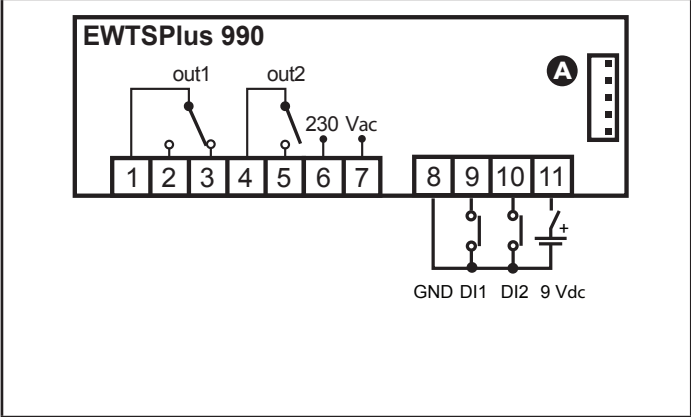 EWTSPlus 990
out1 out2
A
230 Vac
1 2 3 4 5 6 7 8 9 10 11
+
GND DI1 DI2 9 Vdc